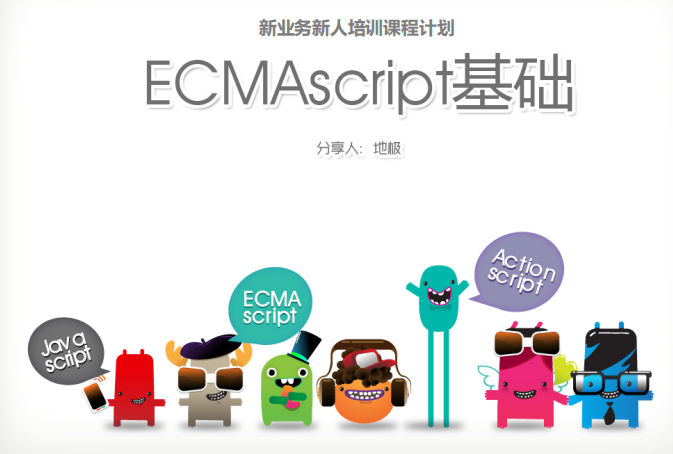 新业务新人培训课程计划
ECMAscript基础
分享人：地极
Java
script
ECMA
script
Action
script